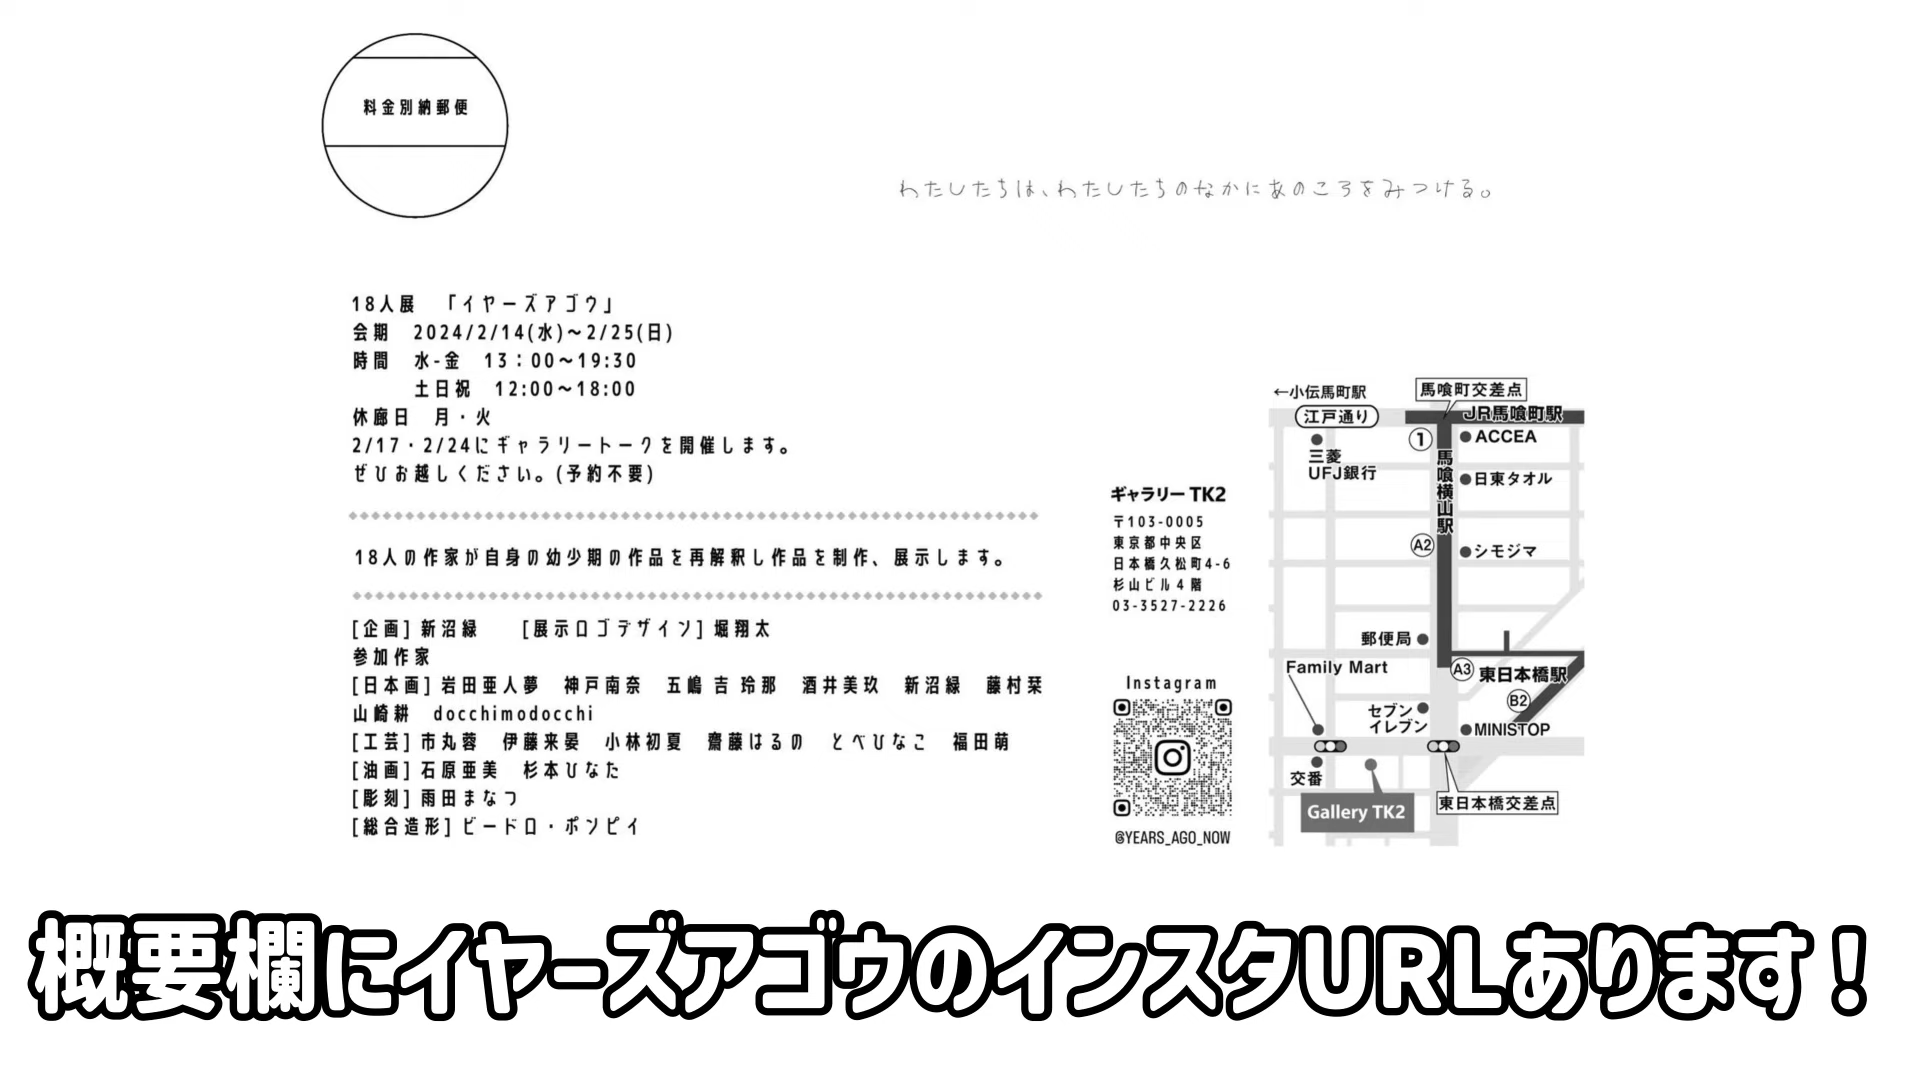 料金別納郵便
わたしたちは、わたしたちのなかにあのころをみつける。
18人展　「イヤーズアゴウ」
会期　2024/2/14(水)～2/25(日)
時間　水-金　13：00～19:30
土日祝　12:00～18:00
休廊日　月・火
2/17・2/24にギャラリートークを開催します。
ぜひお越しください。(予約不要)
18人の作家が自身の幼少期の作品を再解釈し作品を制作、展示します。
[企画] 新沼緑　　[展示ロゴデザイン] 堀翔太
参加作家
[日本画] 岩田亜人夢　神戸南奈　五嶋 吉 玲那　酒井美玖　新沼緑　藤村栞
山崎耕　docchimodocchi
[工芸] 市丸蓉　伊藤来晏　小林初夏　齋藤はるの　とべひなこ　福田萌
[油画] 石原亜美　杉本ひなた
[彫刻] 雨田まなつ
[総合造形] ビードロ・ポンピイ
ギャラリー TK2
〒103-0005
東京都中央区
日本橋久松町4-6
杉山ビル４階
03-3527-2226
Instagram
@YEARS_AGO_NOW
←小伝馬町駅
馬喰町交差点
江戸通り
JR馬喰町駅
①
ACCEA
三菱
UFJ銀行
馬喰横山駅
日東タオル
A2
シモジマ
郵便局
Family Mart
A3
東日本橋駅
B2
セブン
イレブン
MINISTOP
交番
Gallery TK2
東日本橋交差点
概要欄にイヤーズアゴウのインスタURLあります！